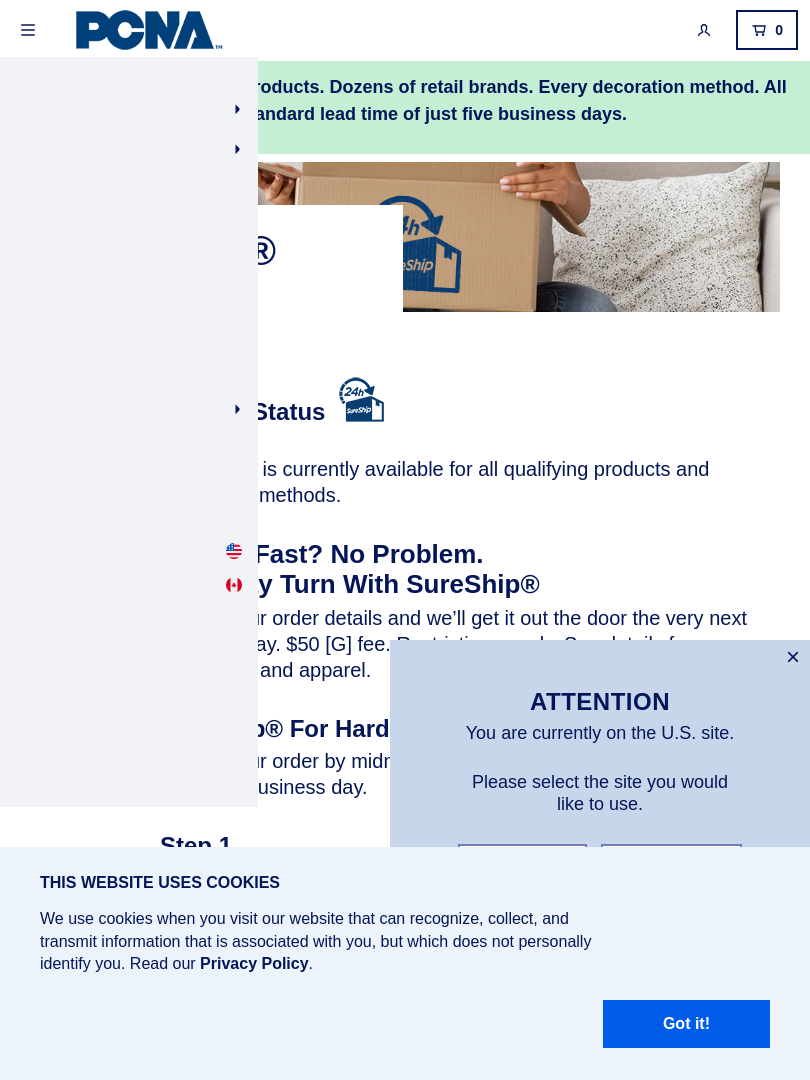 PCNA™
0
roducts. Dozens of retail brands. Every decoration method. All
andard lead time of just five business days.
®
Status
24h
SureShip
is currently available for all qualifying products and
methods.
Fast? No Problem.
Turn With SureShip®
order details and we’ll get it out the door the very next
$50 [G] fee.
and apparel.
® For Hard
order by
business day.
Step 1
×
ATTENTION
You are currently on the U.S. site.
Please select the site you would
like to use.
THIS WEBSITE USES COOKIES
We use cookies when you visit our website that can recognize, collect, and
transmit information that is associated with you, but which does not personally
identify you. Read our Privacy Policy.
Got it!